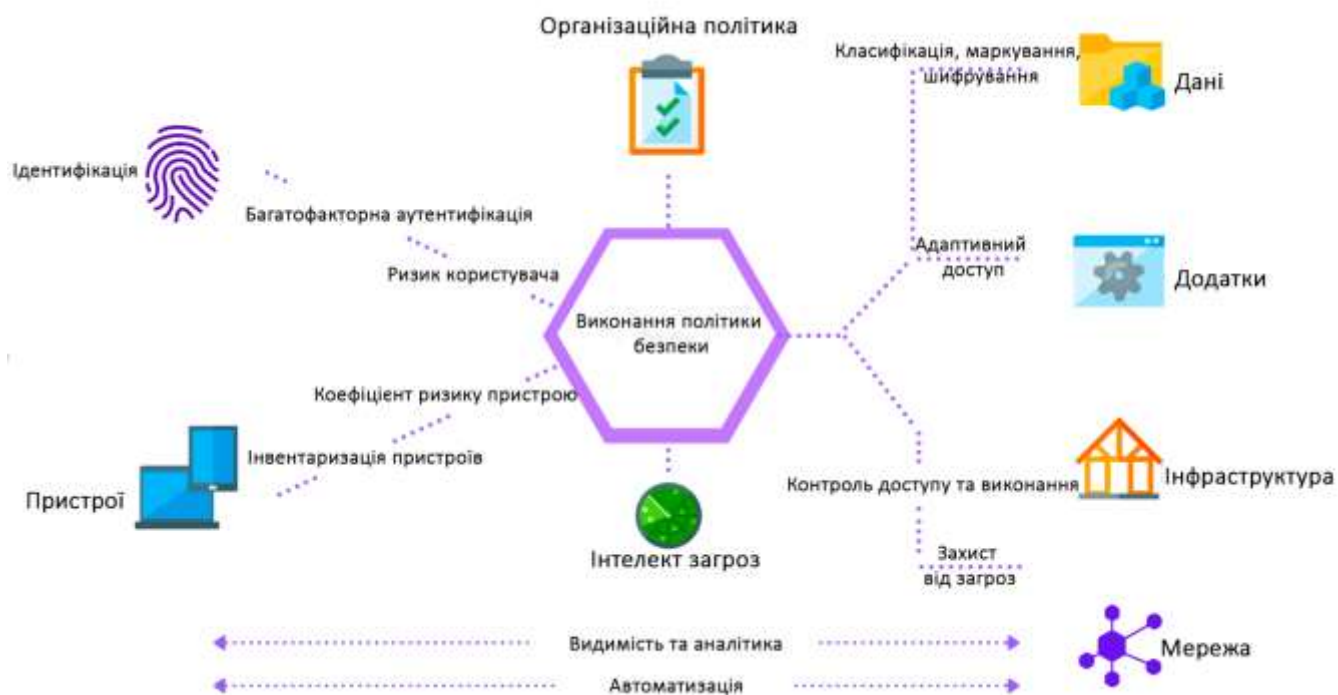 Організаційна політика
Класифікація, маркування,
шифрування
Дані
Ідентифікація
Багатофакторна аутентифікація
Ризик користувача
Адаптивний
доступ
Додатки
Виконання політики
безпеки
Коефіцієнт ризику пристрою
Інвентаризація пристроїв
Пристрої
Контроль доступу та виконання
Інфраструктура
Інтелект загроз
Захист
від загроз
Видимість та аналітика
Мережа
Автоматизація